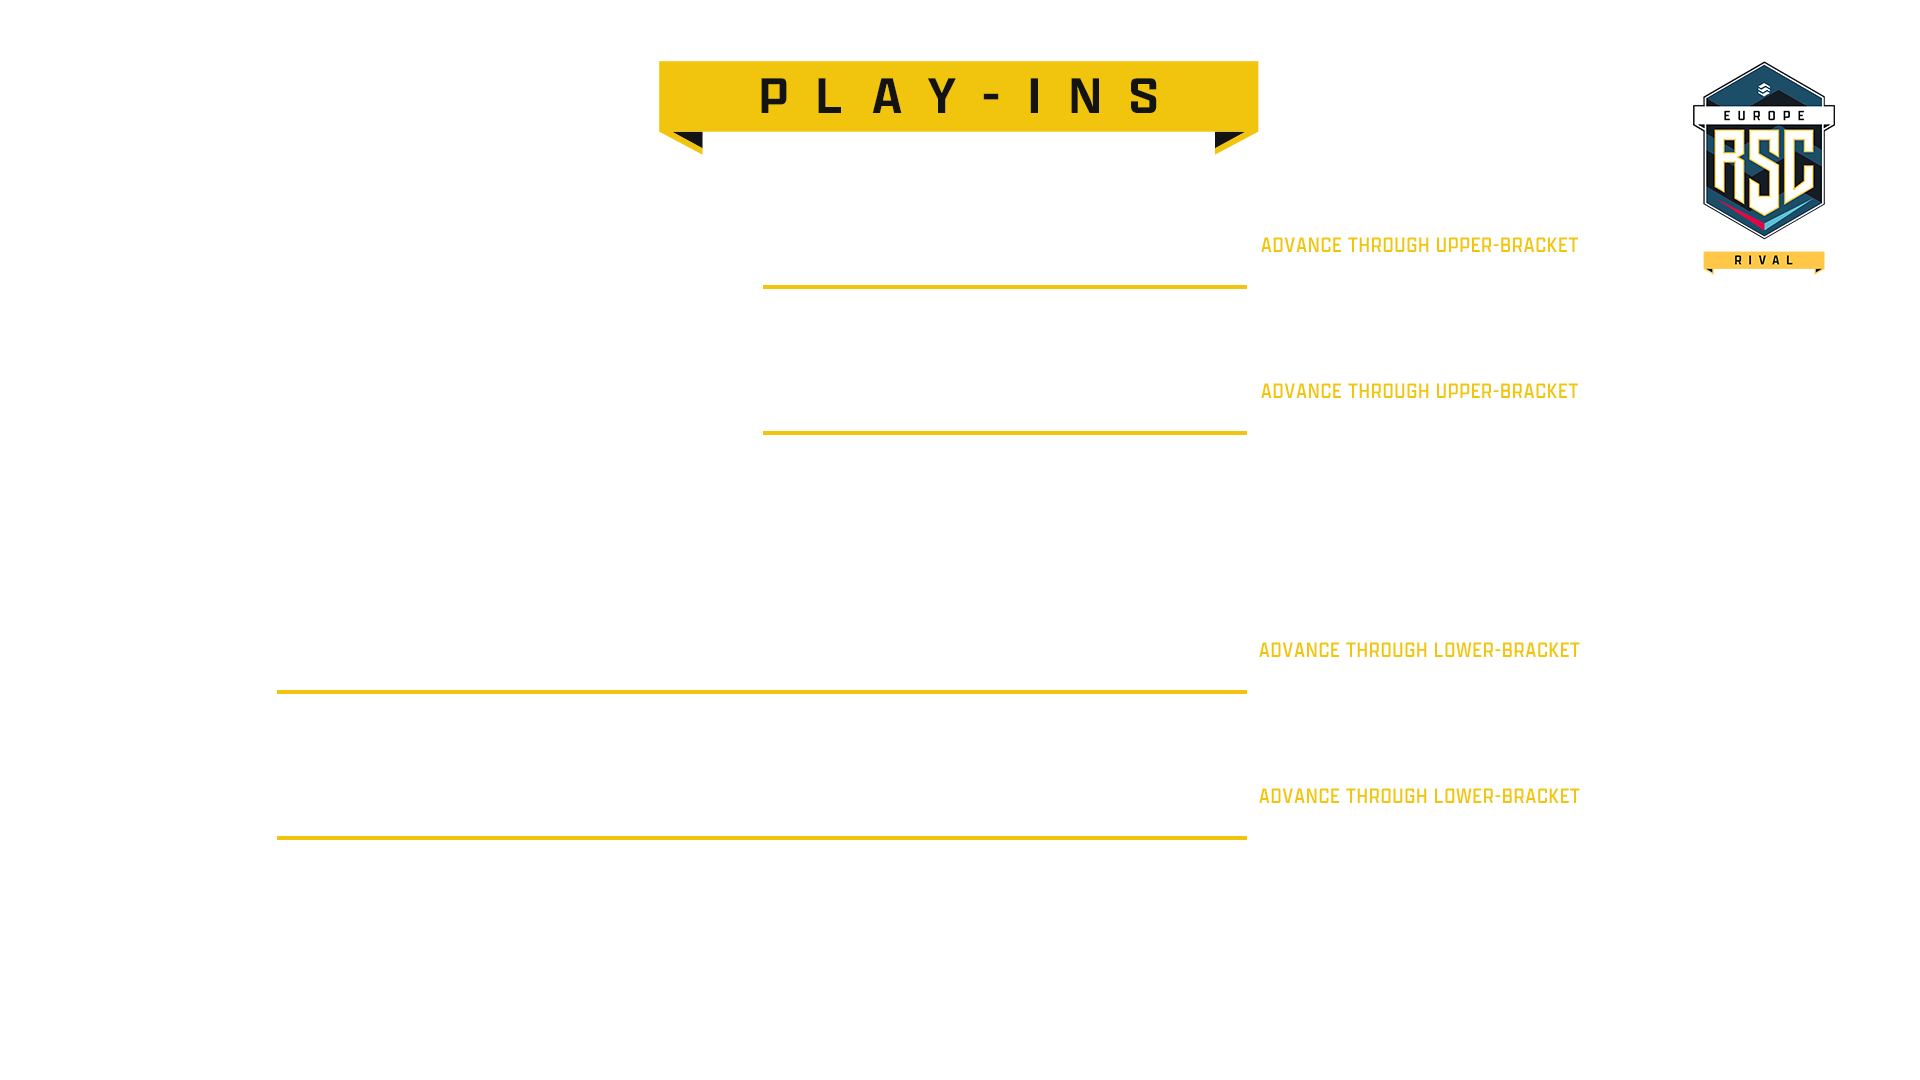 PLAY-INS
EUROPE
RSC
RIVAL
ADVANCE THROUGH UPPER-BRACKET
ADVANCE THROUGH UPPER-BRACKET
ADVANCE THROUGH LOWER-BRACKET
ADVANCE THROUGH LOWER-BRACKET